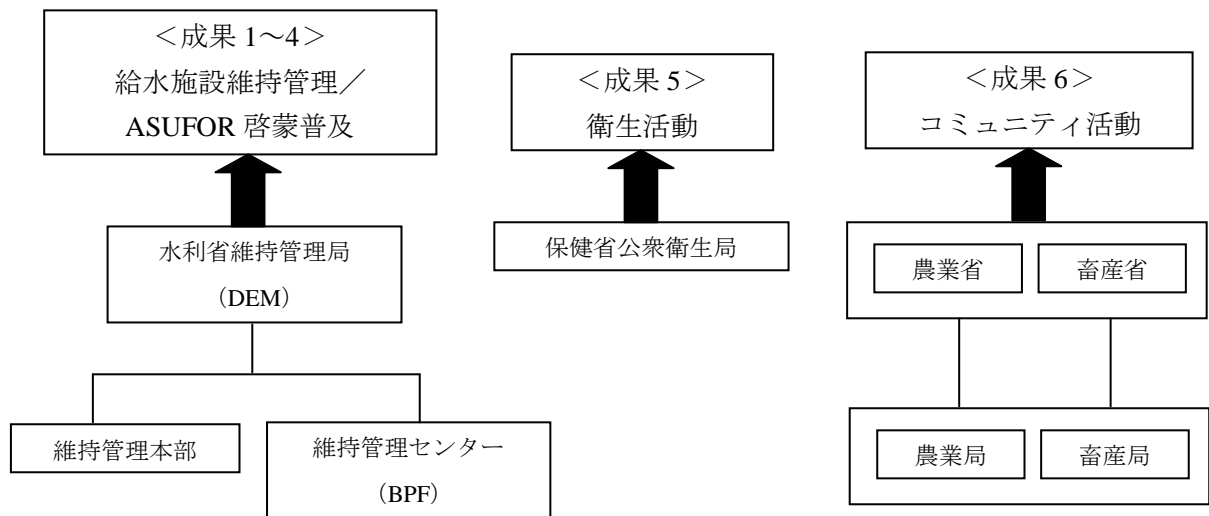 ＜成果 1～4＞
給水施設維持管理／
ASUFOR 啓蒙普及
＜成果 5＞
衛生活動
＜成果 6＞
コミュニティ活動
水利省維持管理局
（DEM）
保健省公衆衛生局
農業省
畜産省
維持管理本部
維持管理センター
（BPF）
農業局
畜産局